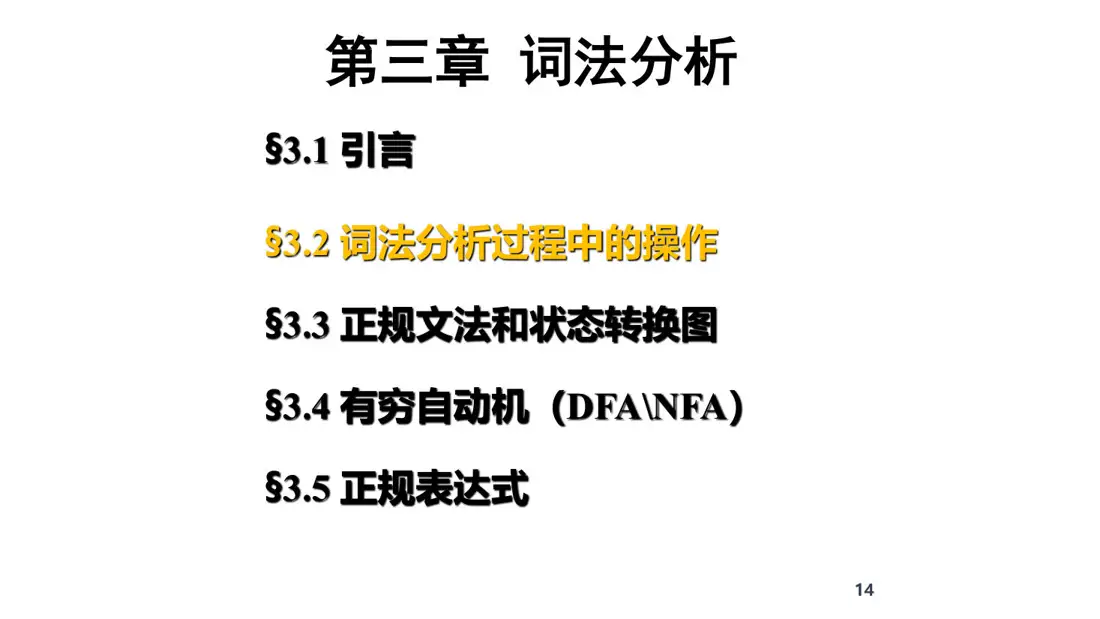 第三章 词法分析
§3.1 引言
§3.2 词法分析过程中的操作
§3.3 正规文法和状态转换图
§3.4 有穷自动机（DFA\NFA）
§3.5 正规表达式
14